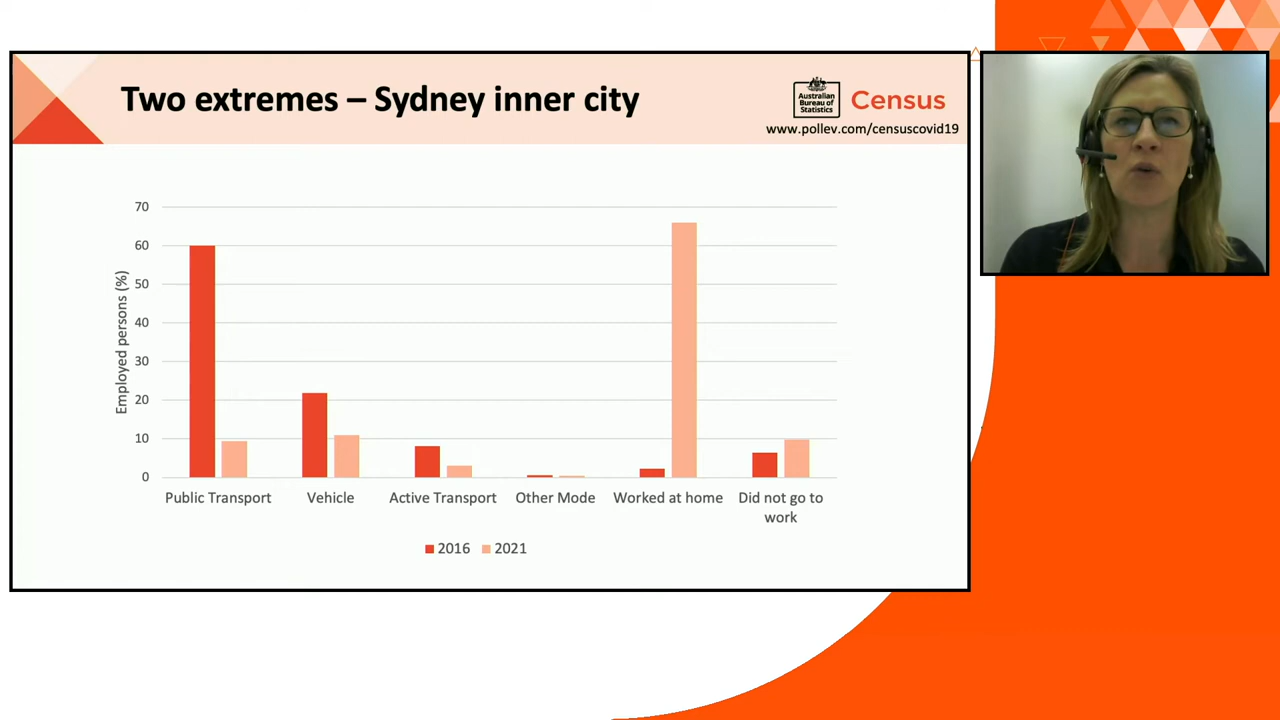 Two extremes – Sydney inner city
Australian
Bureau of
Statistics
Census
www.pollev.com/censuscovid19
Employed persons (%)
70
60
50
40
30
20
10
0
Public Transport
Vehicle
Active Transport
Other Mode
Worked at home
Did not go to
work
2016
2021